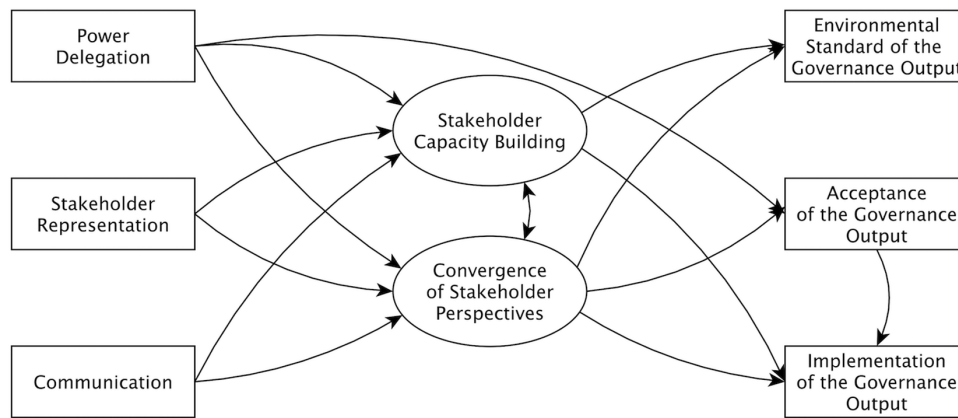 Power
Delegation
Stakeholder
Representation
Communication
Stakeholder
Capacity Building
Convergence
of Stakeholder
Perspectives
Environmental
Standard of the
Governance Output
Acceptance
of the Governance
Output
Implementation
of the Governance
Output